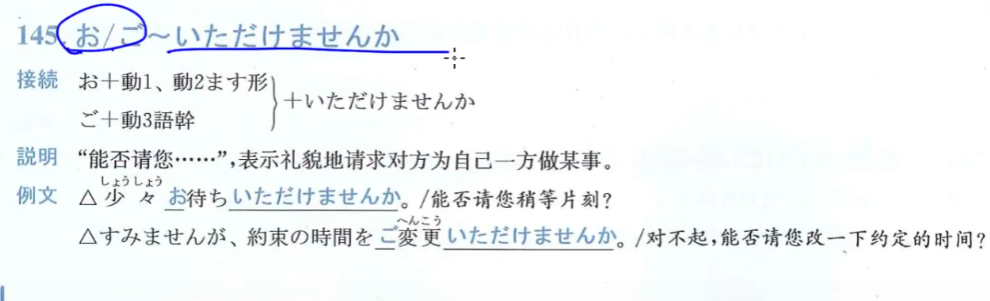 145. お/ご～いただけませんか
接続 お+動1、動2ます形
ご+動3語幹
+いただけませんか
説明 “能否请您……”,表示礼貌地请求对方为自己一方做某事。
しょうしょう
例文 △少々お待ちいただけませんか。/能否请您稍等片刻?
へんこう
△すみませんが、約束の時間をご変更いただけませんか。/对不起,能否请您改一下约定的时间?